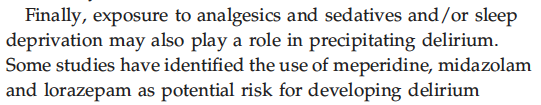 Finally, exposure to analgesics and sedatives and/or sleep
deprivation may also play a role in precipitating delirium.
Some studies have identified the use of meperidine, midazolam
and lorazepam as potential risk for developing delirium